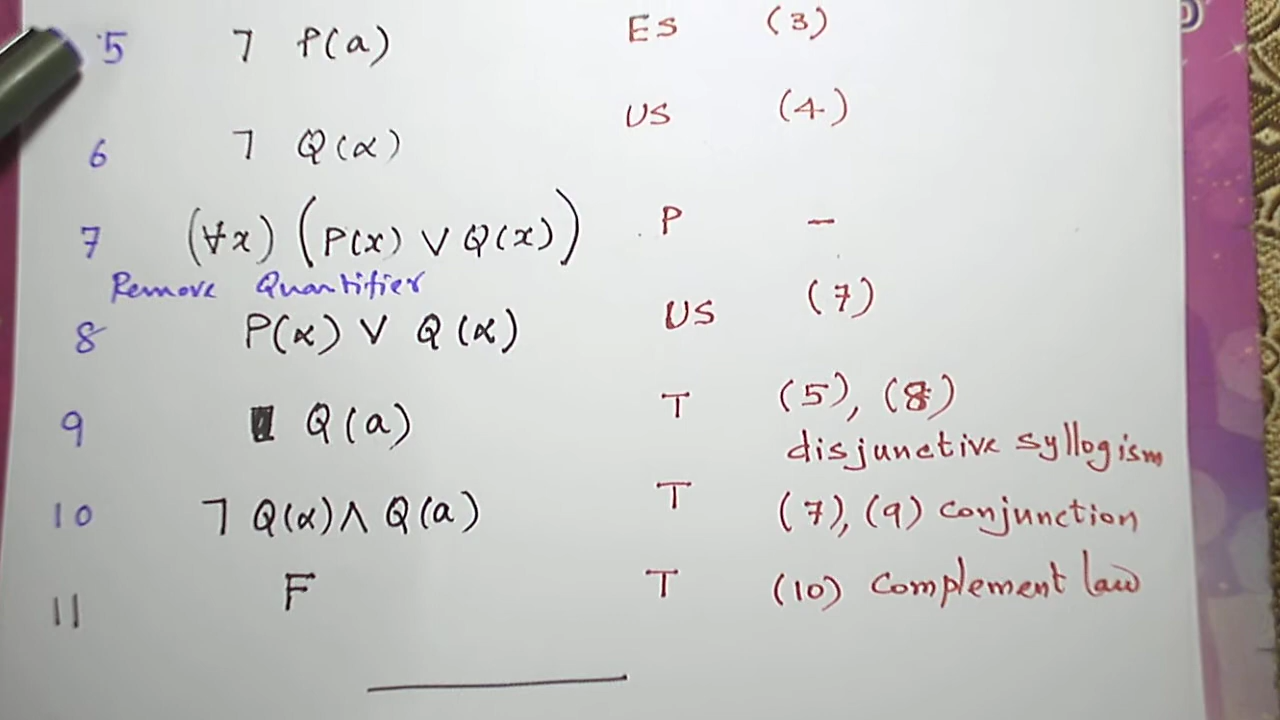 5 ¬ P(a) ES (3)
6 ¬ Q(α) US (4)
7 (∀x) (P(x) ∨ Q(x)) P –
Remove Quantifier
8 P(α) ∨ Q(α) US (7)
9 Q(a) T (5), (8)
disjunctive syllogism
10 ¬ Q(α) ∧ Q(a) T (7), (9) conjunction
11 F T (10) complement law